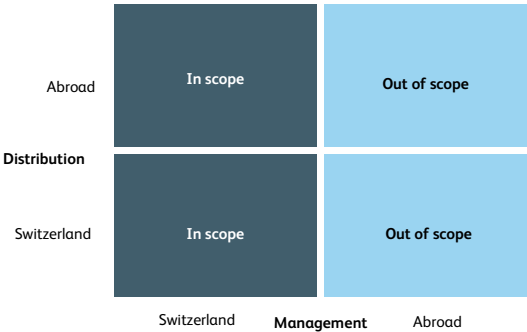 In scope
Out of scope
Abroad
Distribution
In scope
Out of scope
Switzerland
Switzerland
Management
Abroad